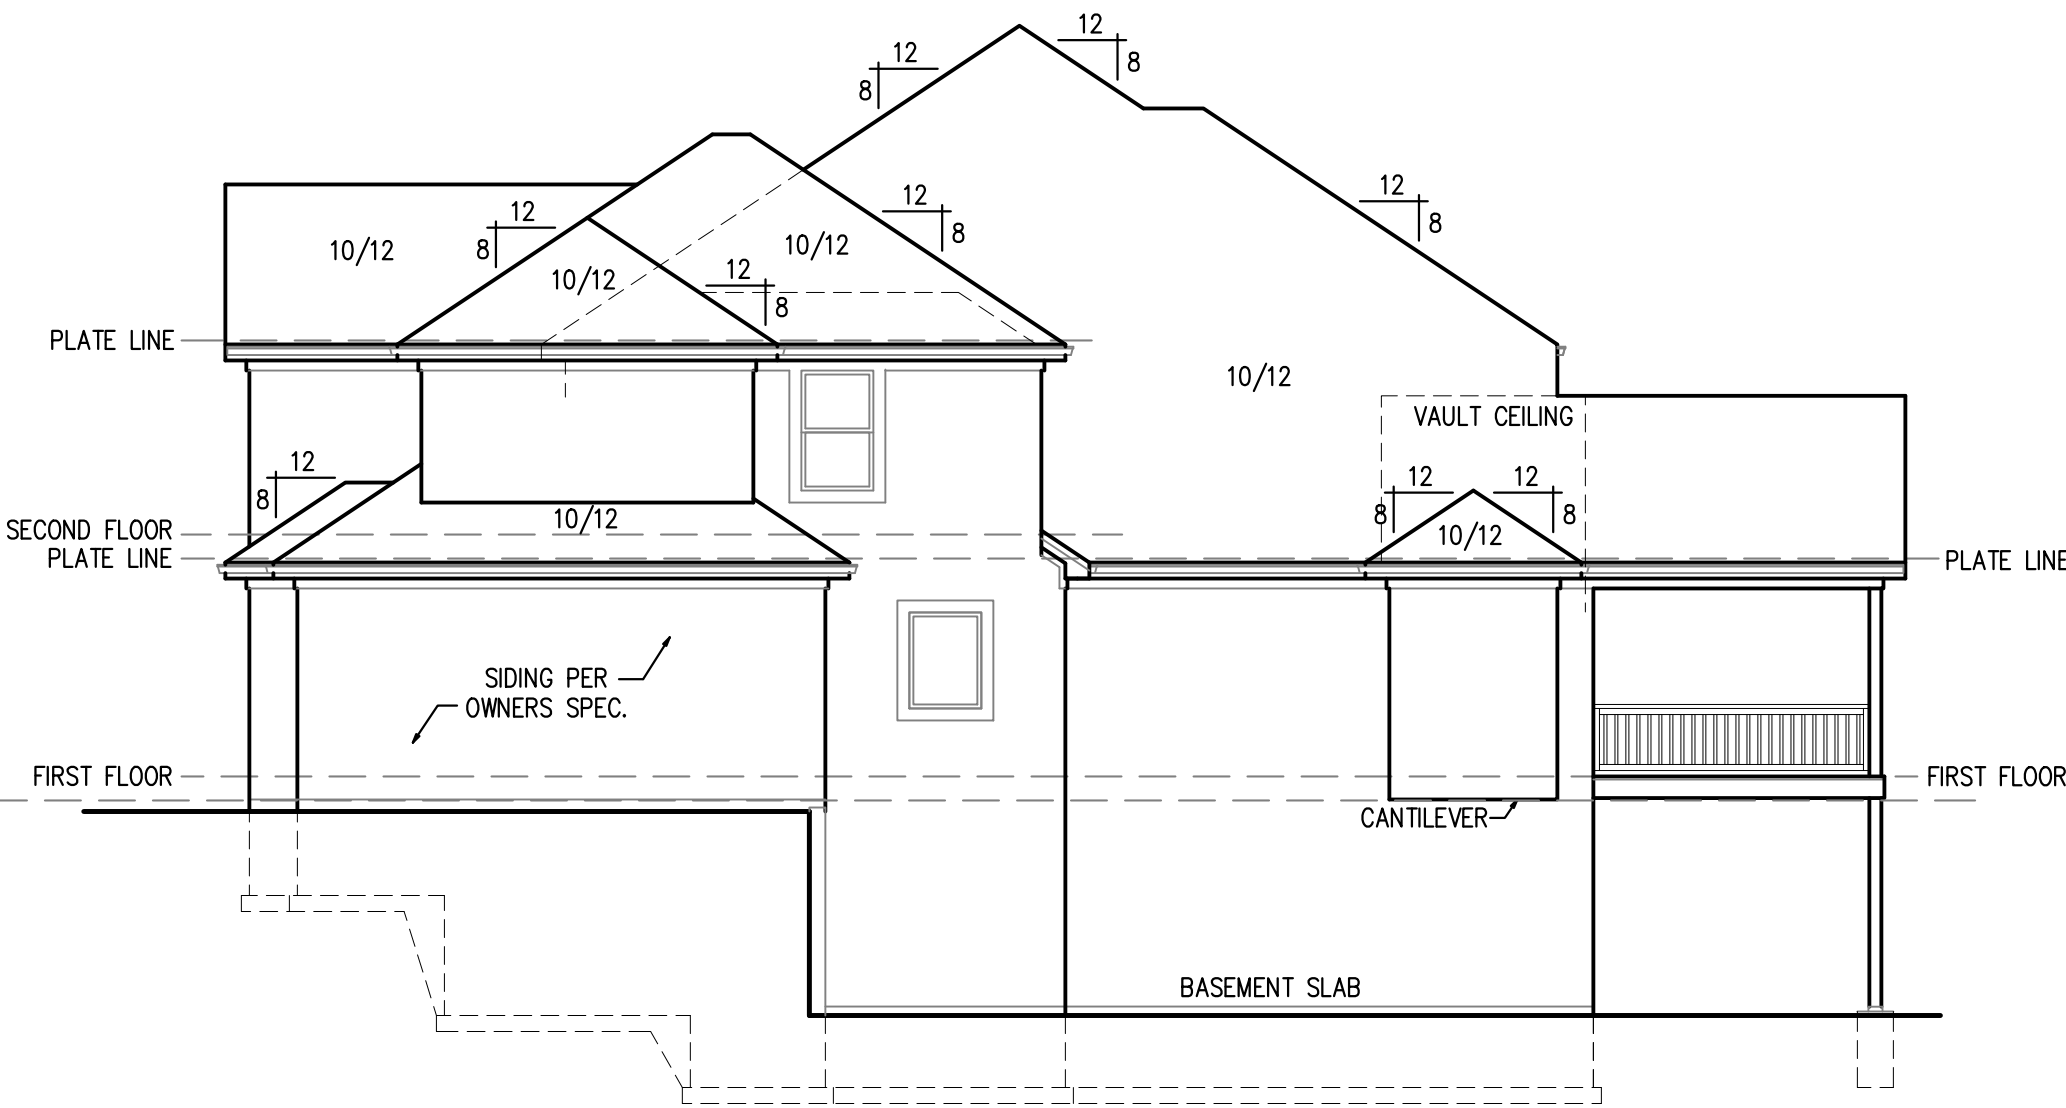 12
8
12
8
12
8
12
8
12
8
12
8
10/12
10/12
10/12
PLATE LINE
10/12
VAULT CEILING
12
8
12
8
12
8
10/12
10/12
SECOND FLOOR
PLATE LINE
PLATE LINE
SIDING PER
OWNERS SPEC.
FIRST FLOOR
FIRST FLOOR
CANTILEVER
BASEMENT SLAB